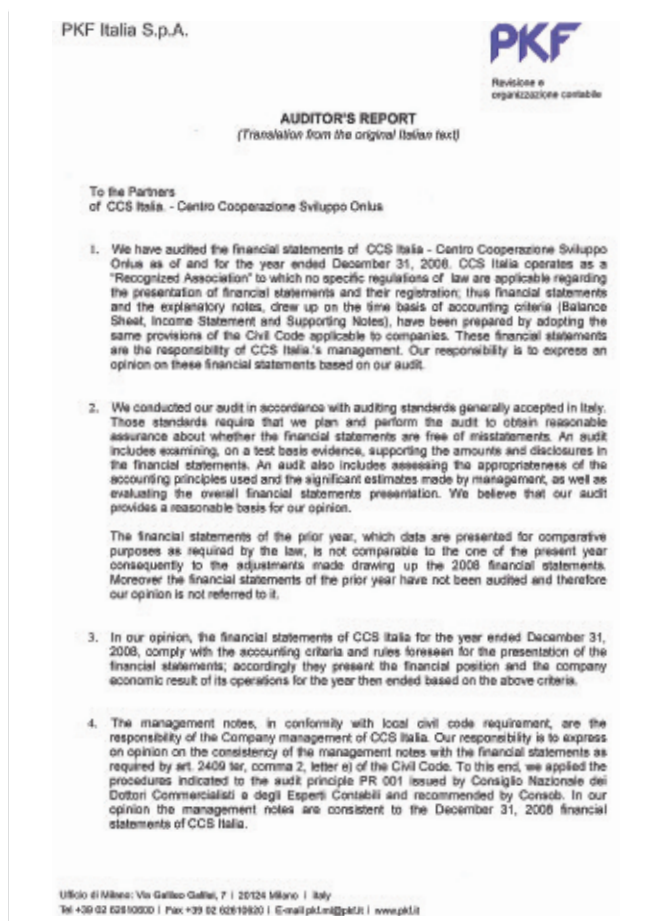 PKF Italia S.p.A.
PKF
Revisione e
organizzazione contabile
AUDITOR'S REPORT
(Translation from the original Italian text)
To the Partners
of CCS Italia. - Centro Cooperazione Sviluppo Onlus
1. We have audited the financial statements of CCS Italia - Centro Cooperazione Sviluppo
Onlus as of and for the year ended December 31, 2008. CCS Italia operates as a
"Recognized Association" to which no specific regulations of law are applicable regarding
the presentation of financial statements and their registration; thus financial statements
and the explanatory notes, drew up on the time basis of accounting criteria (Balance
Sheet, Income Statement and Supporting Notes), have been prepared by adopting the
same provisions of the Civil Code applicable to companies. These financial statements
are the responsibility of CCS Italia.'s management. Our responsibility is to express an
opinion on these financial statements based on our audit.
2. We conducted our audit in accordance with auditing standards generally accepted in Italy.
Those standards require that we plan and perform the audit to obtain reasonable
assurance about whether the financial statements are free of misstatements. An audit
includes examining, on a test basis evidence, supporting the amounts and disclosures in
the financial statements. An audit also includes assessing the appropriateness of the
accounting principles used and the significant estimates made by management, as well as
evaluating the overall financial statements presentation. We believe that our audit
provides a reasonable basis for our opinion.
The financial statements of the prior year, which data are presented for comparative
purposes as required by the law, is not comparable to the one of the present year
consequently to the adjustments made drawing up the 2008 financial statements.
Moreover the financial statements of the prior year have not been audited and therefore
our opinion is not referred to it.
3. In our opinion, the financial statements of CCS Italia for the year ended December 31,
2008, comply with the accounting criteria and rules foreseen for the presentation of the
financial statements; accordingly they present the financial position and the company
economic result of its operations for the year then ended based on the above criteria.
4. The management notes, in conformity with local civil code requirement, are the
responsibility of the Company management of CCS Italia. Our responsibility is to express
on opinion on the consistency of the management notes with the financial statements as
required by art. 2409 ter, comma 2, letter e) of the Civil Code. To this end, we applied the
procedures indicated to the audit principle PR 001 issued by Consiglio Nazionale dei
Dottori Commercialisti e degli Esperti Contabili and recommended by Consob. In our
opinion the management notes are consistent to the December 31, 2008 financial
statements of CCS Italia.
Ufficio di Milano: Via Galileo Galilei, 7 | 20124 Milano | Italy
Tel +39 02 62610600 | Fax +39 02 62610620 | E-mail pkf.mi@pkf.it | www.pkf.it